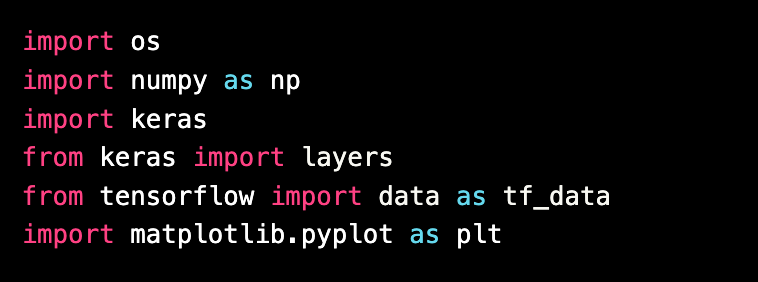 import os
import numpy as np
import keras
from keras import layers
from tensorflow import data as tf_data
import matplotlib.pyplot as plt